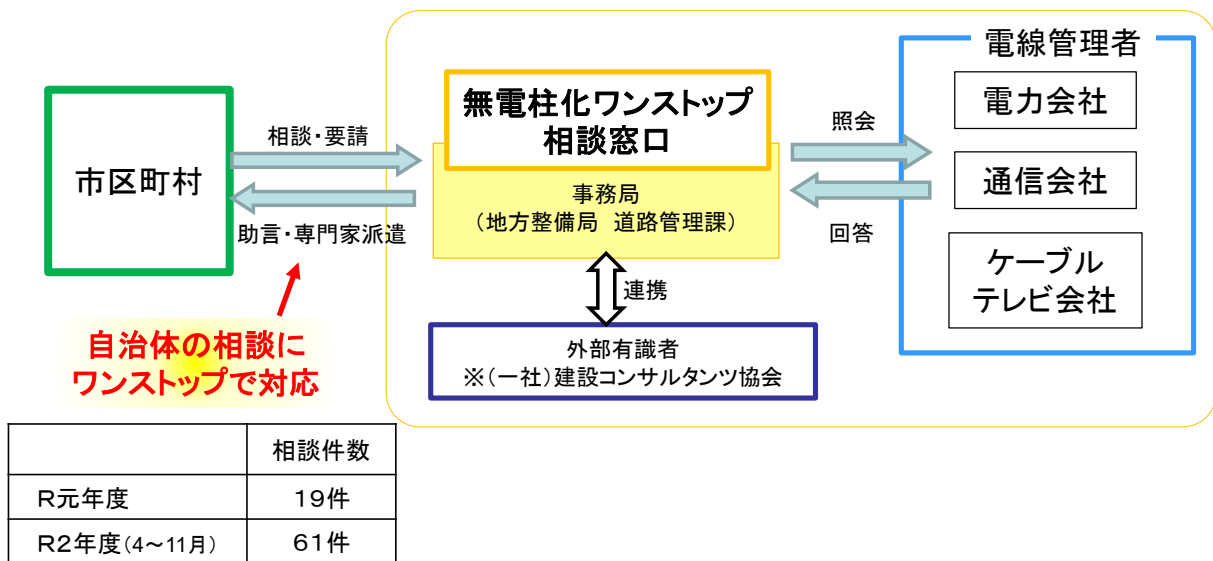 市区町村
相談・要請
助言・専門家派遣
自治体の相談に
ワンストップで対応
無電柱化ワンストップ
相談窓口
事務局
（地方整備局 道路管理課）
連携
外部有識者
※（一社）建設コンサルタンツ協会
照会
回答
電線管理者
電力会社
通信会社
ケーブル
テレビ会社
相談件数
R元年度 19件
R2年度（4～11月） 61件